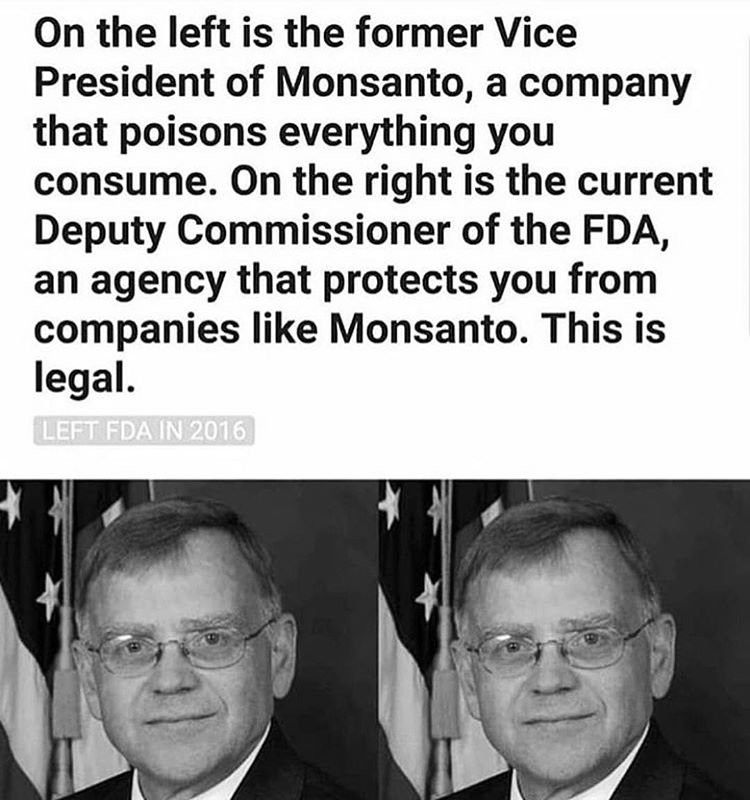 On the left is the former Vice
President of Monsanto, a company
that poisons everything you
consume. On the right is the current
Deputy Commissioner of the FDA,
an agency that protects you from
companies like Monsanto. This is
legal.
LEFT FDA IN 2016